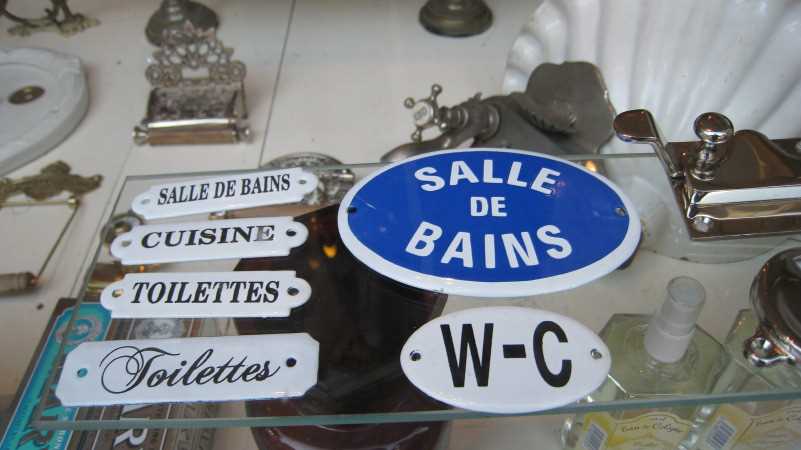 SALLE DE BAINS
CUISINE
TOILETTES
Toilettes
SALLE
DE
BAINS
W-C